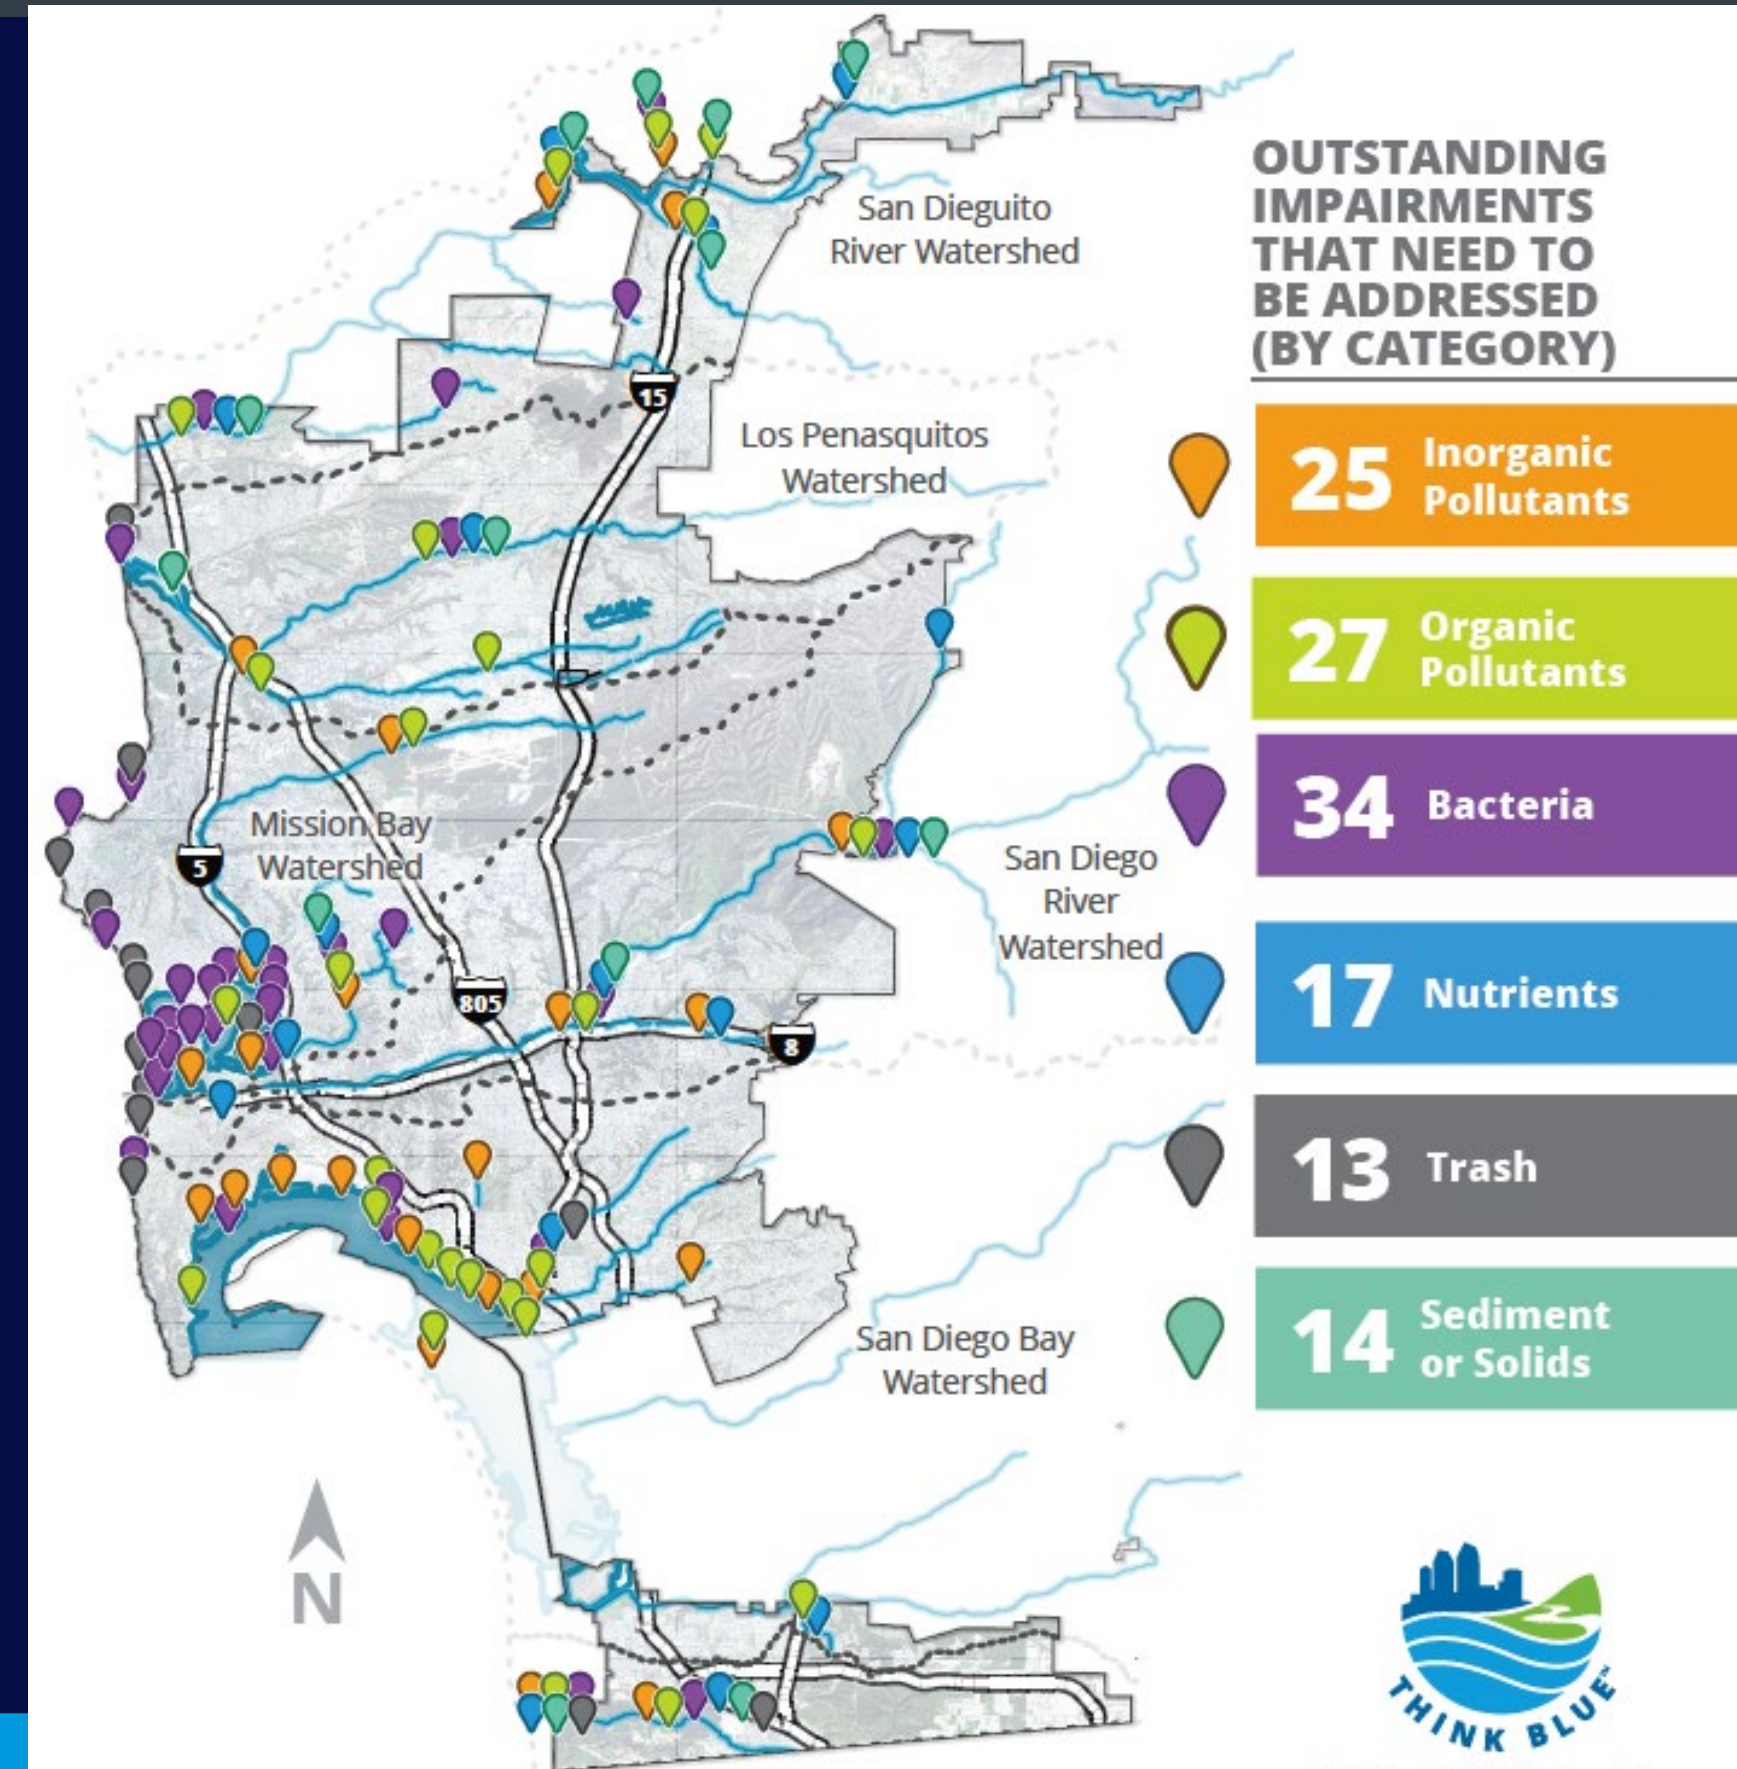 OUTSTANDING
IMPAIRMENTS
THAT NEED TO
BE ADDRESSED
(BY CATEGORY)
25 Inorganic
Pollutants
27 Organic
Pollutants
34 Bacteria
17 Nutrients
13 Trash
14 Sediment
or Solids
San Dieguito
River Watershed
15
Los Penasquitos
Watershed
Mission Bay
Watershed
5
San Diego
River
Watershed
805
8
San Diego Bay
Watershed
N
THINK BLUE™